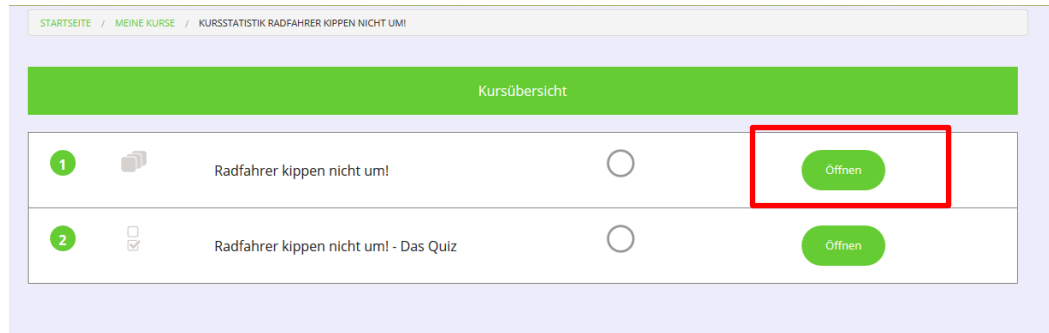 STARTSEITE / MEINE KURSE / KURSSTATISTIK RADFAHRER KIPPEN NICHT UM!
Kursübersicht
1 Radfahrer kippen nicht um! Öffnen
2 Radfahrer kippen nicht um! - Das Quiz Öffnen